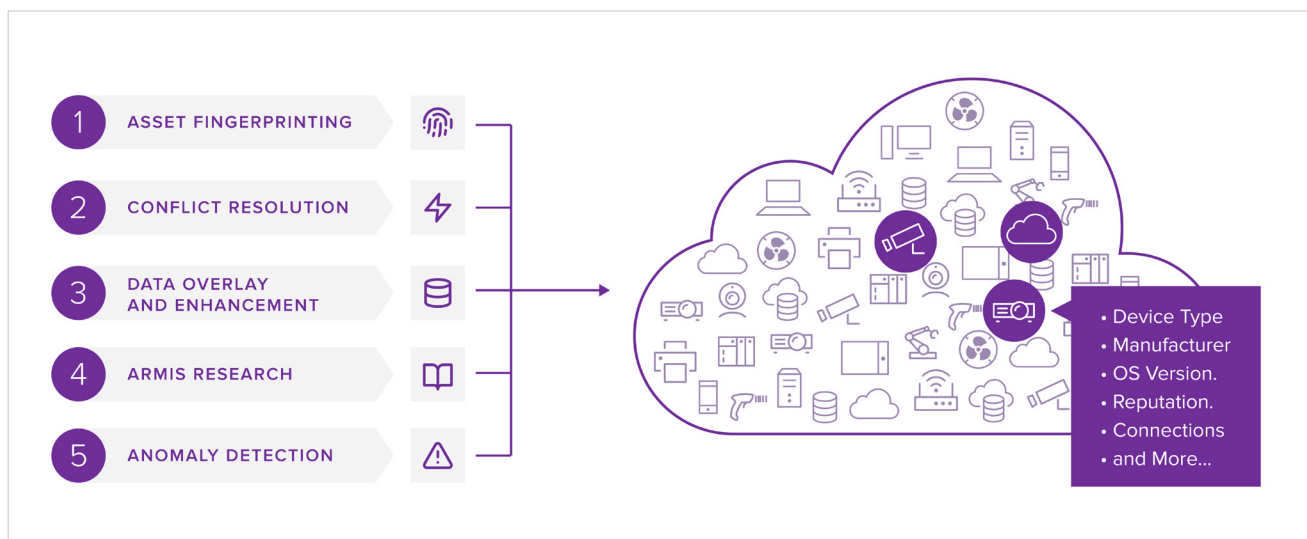 1 ASSET FINGERPRINTING
2 CONFLICT RESOLUTION
3 DATA OVERLAY
AND ENHANCEMENT
4 ARMIS RESEARCH
5 ANOMALY DETECTION
• Device Type
• Manufacturer
• OS Version.
• Reputation.
• Connections
• and More...